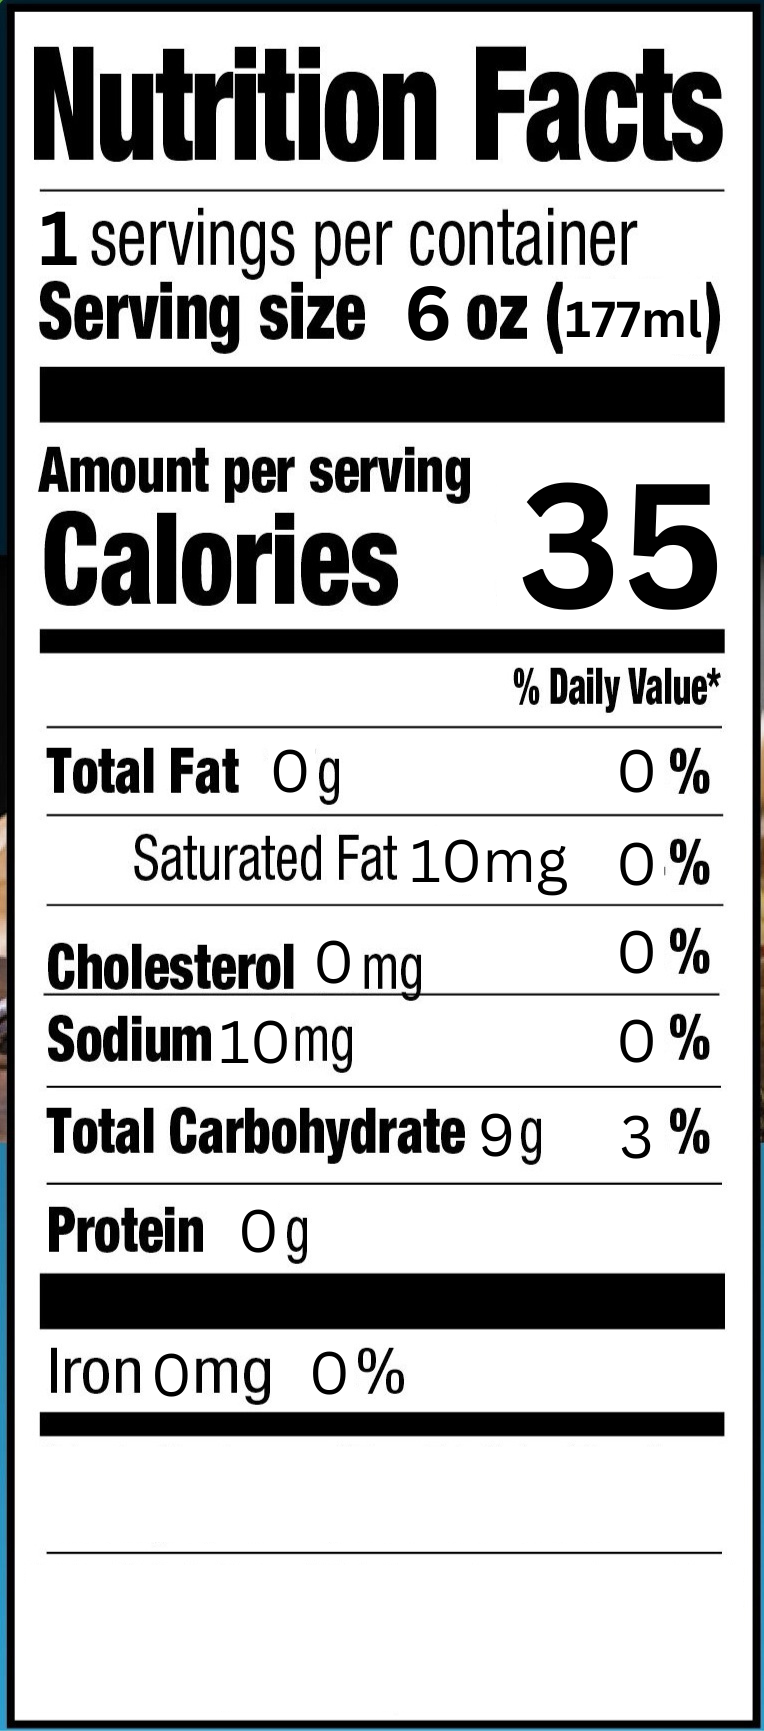 Nutrition Facts
1 servings per container
Serving size 6 oz (177ml)
Amount per serving
Calories 35
% Daily Value*
Total Fat 0g 0%
Saturated Fat 10mg 0%
Cholesterol 0mg 0%
Sodium 10mg 0%
Total Carbohydrate 9g 3%
Protein 0g
Iron 0mg 0%